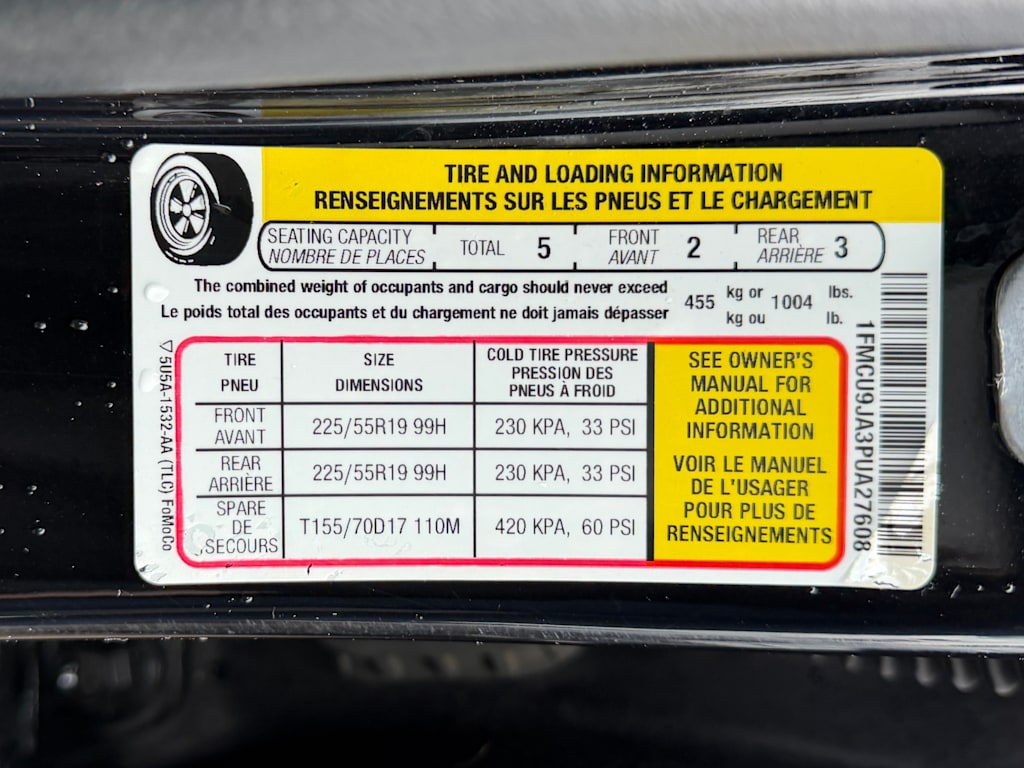 TIRE AND LOADING INFORMATION
RENSEIGNEMENTS SUR LES PNEUS ET LE CHARGEMENT
SEATING CAPACITY TOTAL 5 FRONT 2 REAR 3
NOMBRE DE PLACES AVANT ARRIÈRE
The combined weight of occupants and cargo should never exceed 455 kg or 1004 lbs.
Le poids total des occupants et du chargement ne doit jamais dépasser kg ou lb.
TIRE SIZE COLD TIRE PRESSURE
PNEU DIMENSIONS PRESSION DES
PNEUS À FROID
FRONT
AVANT 225/55R19 99H 230 KPA, 33 PSI
REAR
ARRIÈRE 225/55R19 99H 230 KPA, 33 PSI
SPARE
DE
SECOURS T155/70D17 110M 420 KPA, 60 PSI
SEE OWNER'S
MANUAL FOR
ADDITIONAL
INFORMATION
VOIR LE MANUEL
DE L'USAGER
POUR PLUS DE
RENSEIGNEMENTS
▽5U5A-1532-AA (TLC) FoMoCo
1FMCU9JA3PUA27608